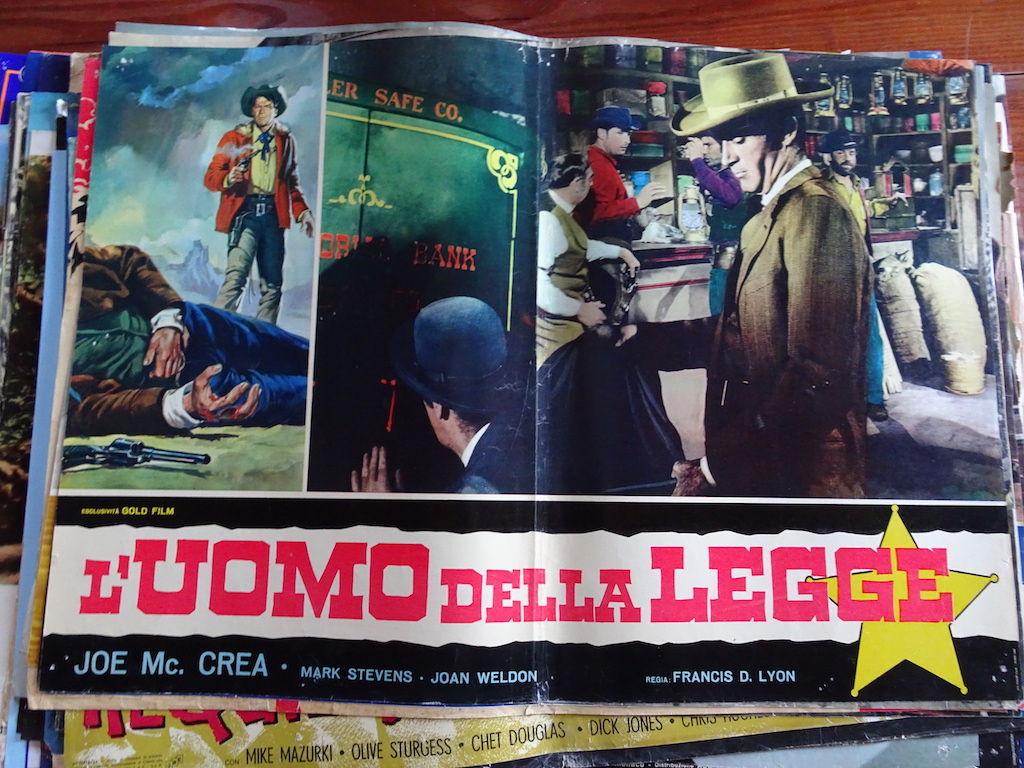 ER SAFE CO.
BANK
ESCLUSIVITÀ GOLD FILM
L'UOMO DELLA LEGGE
JOE Mc. CREA • MARK STEVENS • JOAN WELDON
REGIA: FRANCIS D. LYON
CON MIKE MAZURKI • OLIVE STURGESS • CHET DOUGLAS • DICK JONES •